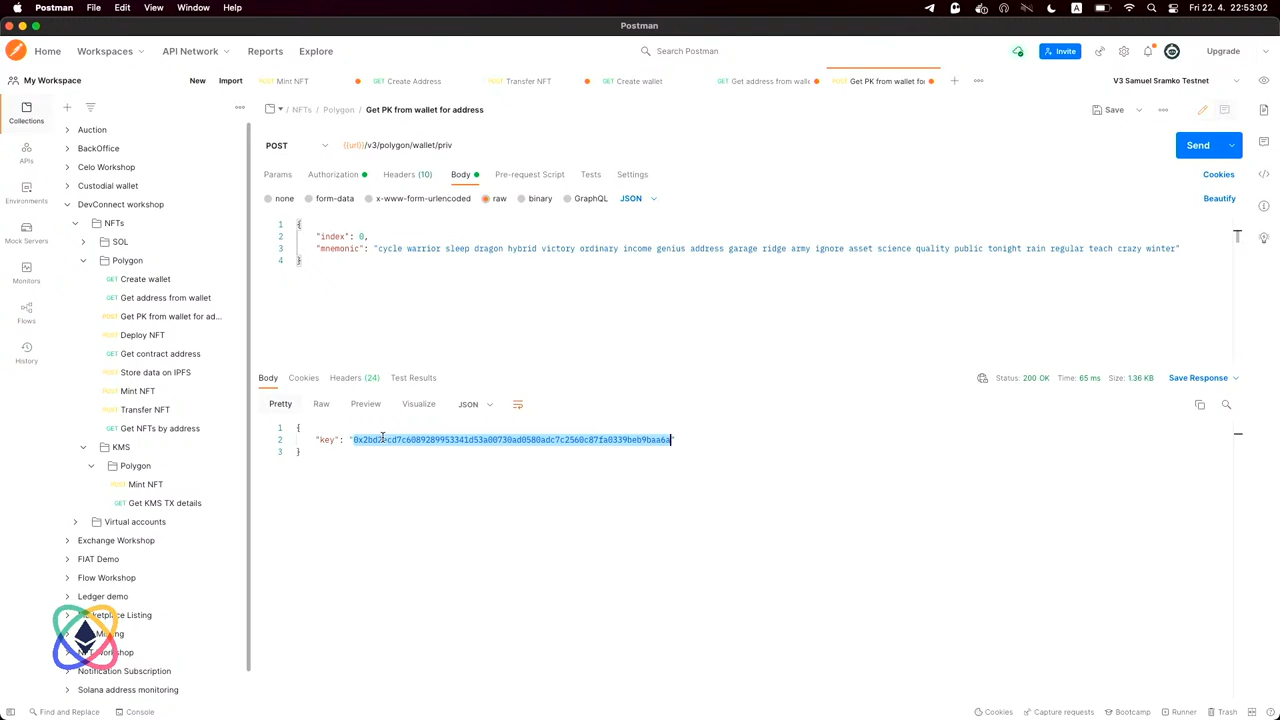 Postman File Edit View Window Help Fri 22. 4. 23:53:02
Postman
Home Workspaces API Network Reports Explore Search Postman Invite Upgrade
My Workspace New Import Mint NFT Create Address Transfer NFT Create wallet Get address from walle Get PK from wallet for V3 Samuel Sramko Testnet
Collections
APIs
Environments
Mock Servers
Monitors
Flows
History
Auction
BackOffice
Celo Workshop
Custodial wallet
DevConnect workshop
NFTs
SOL
Polygon
GET Create wallet
GET Get address from wallet
POST Get PK from wallet for ad...
POST Deploy NFT
GET Get contract address
POST Store data on IPFS
POST Mint NFT
POST Transfer NFT
GET Get NFTs by address
KMS
Polygon
POST Mint NFT
GET Get KMS TX details
Virtual accounts
Exchange Workshop
FIAT Demo
Flow Workshop
Ledger demo
Marketplace Listing
Notification Subscription
Solana address monitoring
/ NFTs / Polygon / Get PK from wallet for address Save
POST {{url}}/v3/polygon/wallet/priv Send
Params Authorization Headers (10) Body Pre-request Script Tests Settings Cookies
none form-data x-www-form-urlencoded raw binary GraphQL JSON Beautify
1 {
2 "index": 0,
3 "mnemonic": "cycle warrior sleep dragon hybrid victory ordinary income genius address garage ridge army ignore asset science quality public tonight rain regular teach crazy winter"
4 }
Body Cookies Headers (24) Test Results Status: 200 OK Time: 65 ms Size: 1.36 KB Save Response
Pretty Raw Preview Visualize JSON
1 {
2 "key":
3 }
Find and Replace Console Cookies Capture requests Bootcamp Runner Trash